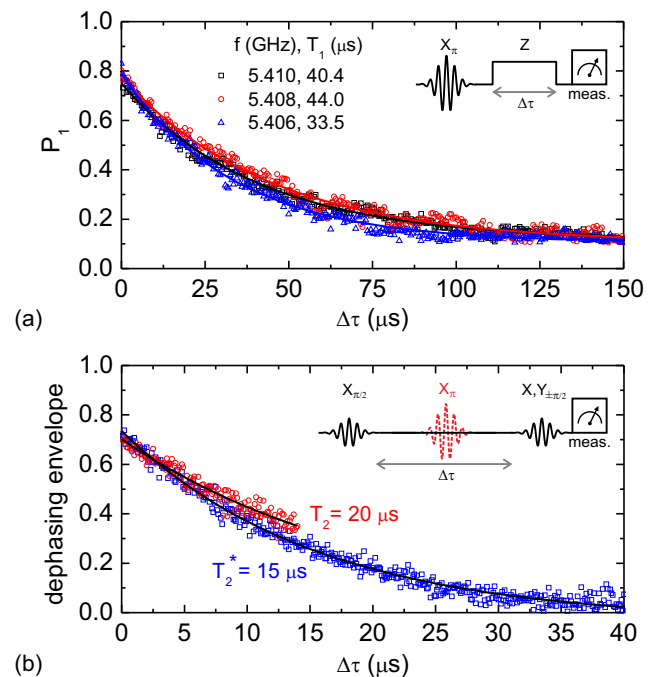 1.0
0.8
0.6
0.4
0.2
0.0
P1
f (GHz), T1 (μs)
5.410, 40.4
5.408, 44.0
5.406, 33.5
Xπ
Z
Δτ
meas.
0 25 50 75 100 125 150
Δτ (μs)
(a)
1.0
0.8
0.6
0.4
0.2
0.0
dephasing envelope
Xπ/2
Xπ
X,Y±π/2
Δτ
meas.
T2 = 20 μs
T2* = 15 μs
0 5 10 15 20 25 30 35 40
Δτ (μs)
(b)